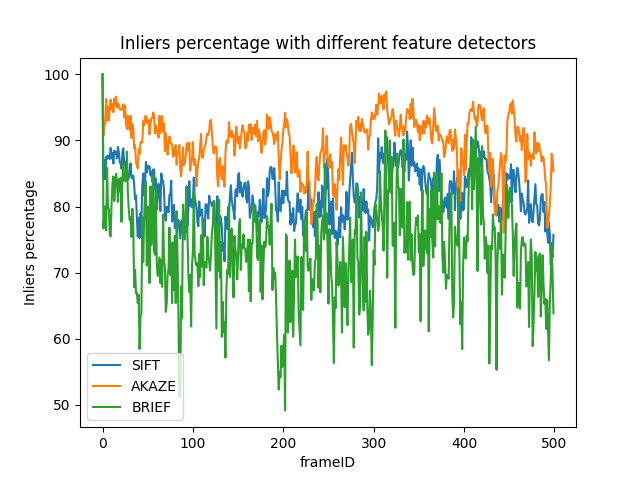 Inliers percentage with different feature detectors
Inliers percentage
100
90
80
70
60
50
SIFT
AKAZE
BRIEF
0
100
200
300
400
500
frameID